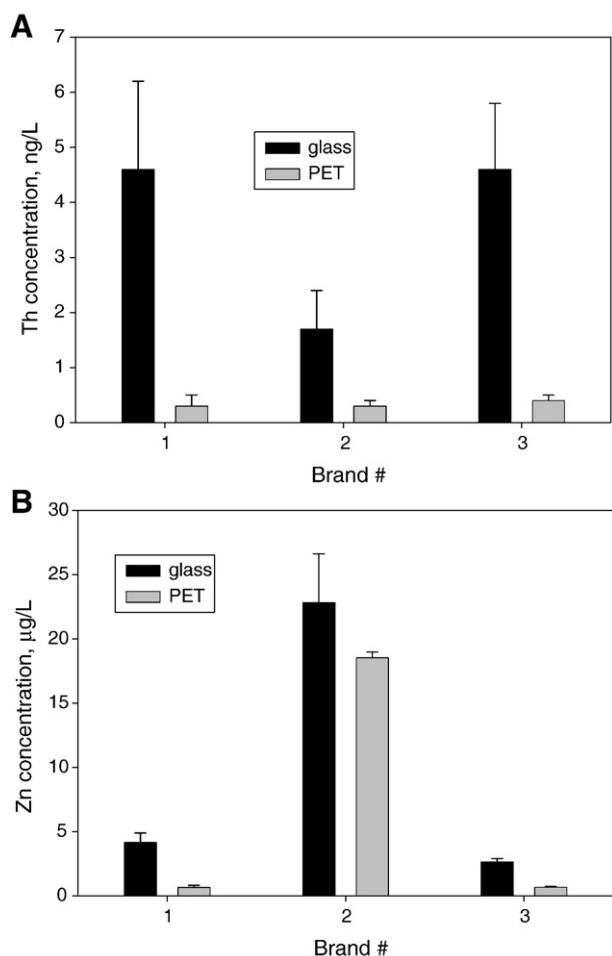 A
7
6
5
4
3
2
1
0
Th concentration, ng/L
glass
PET
1 2 3
Brand #
B
30
25
20
15
10
5
0
Zn concentration, μg/L
glass
PET
1 2 3
Brand #